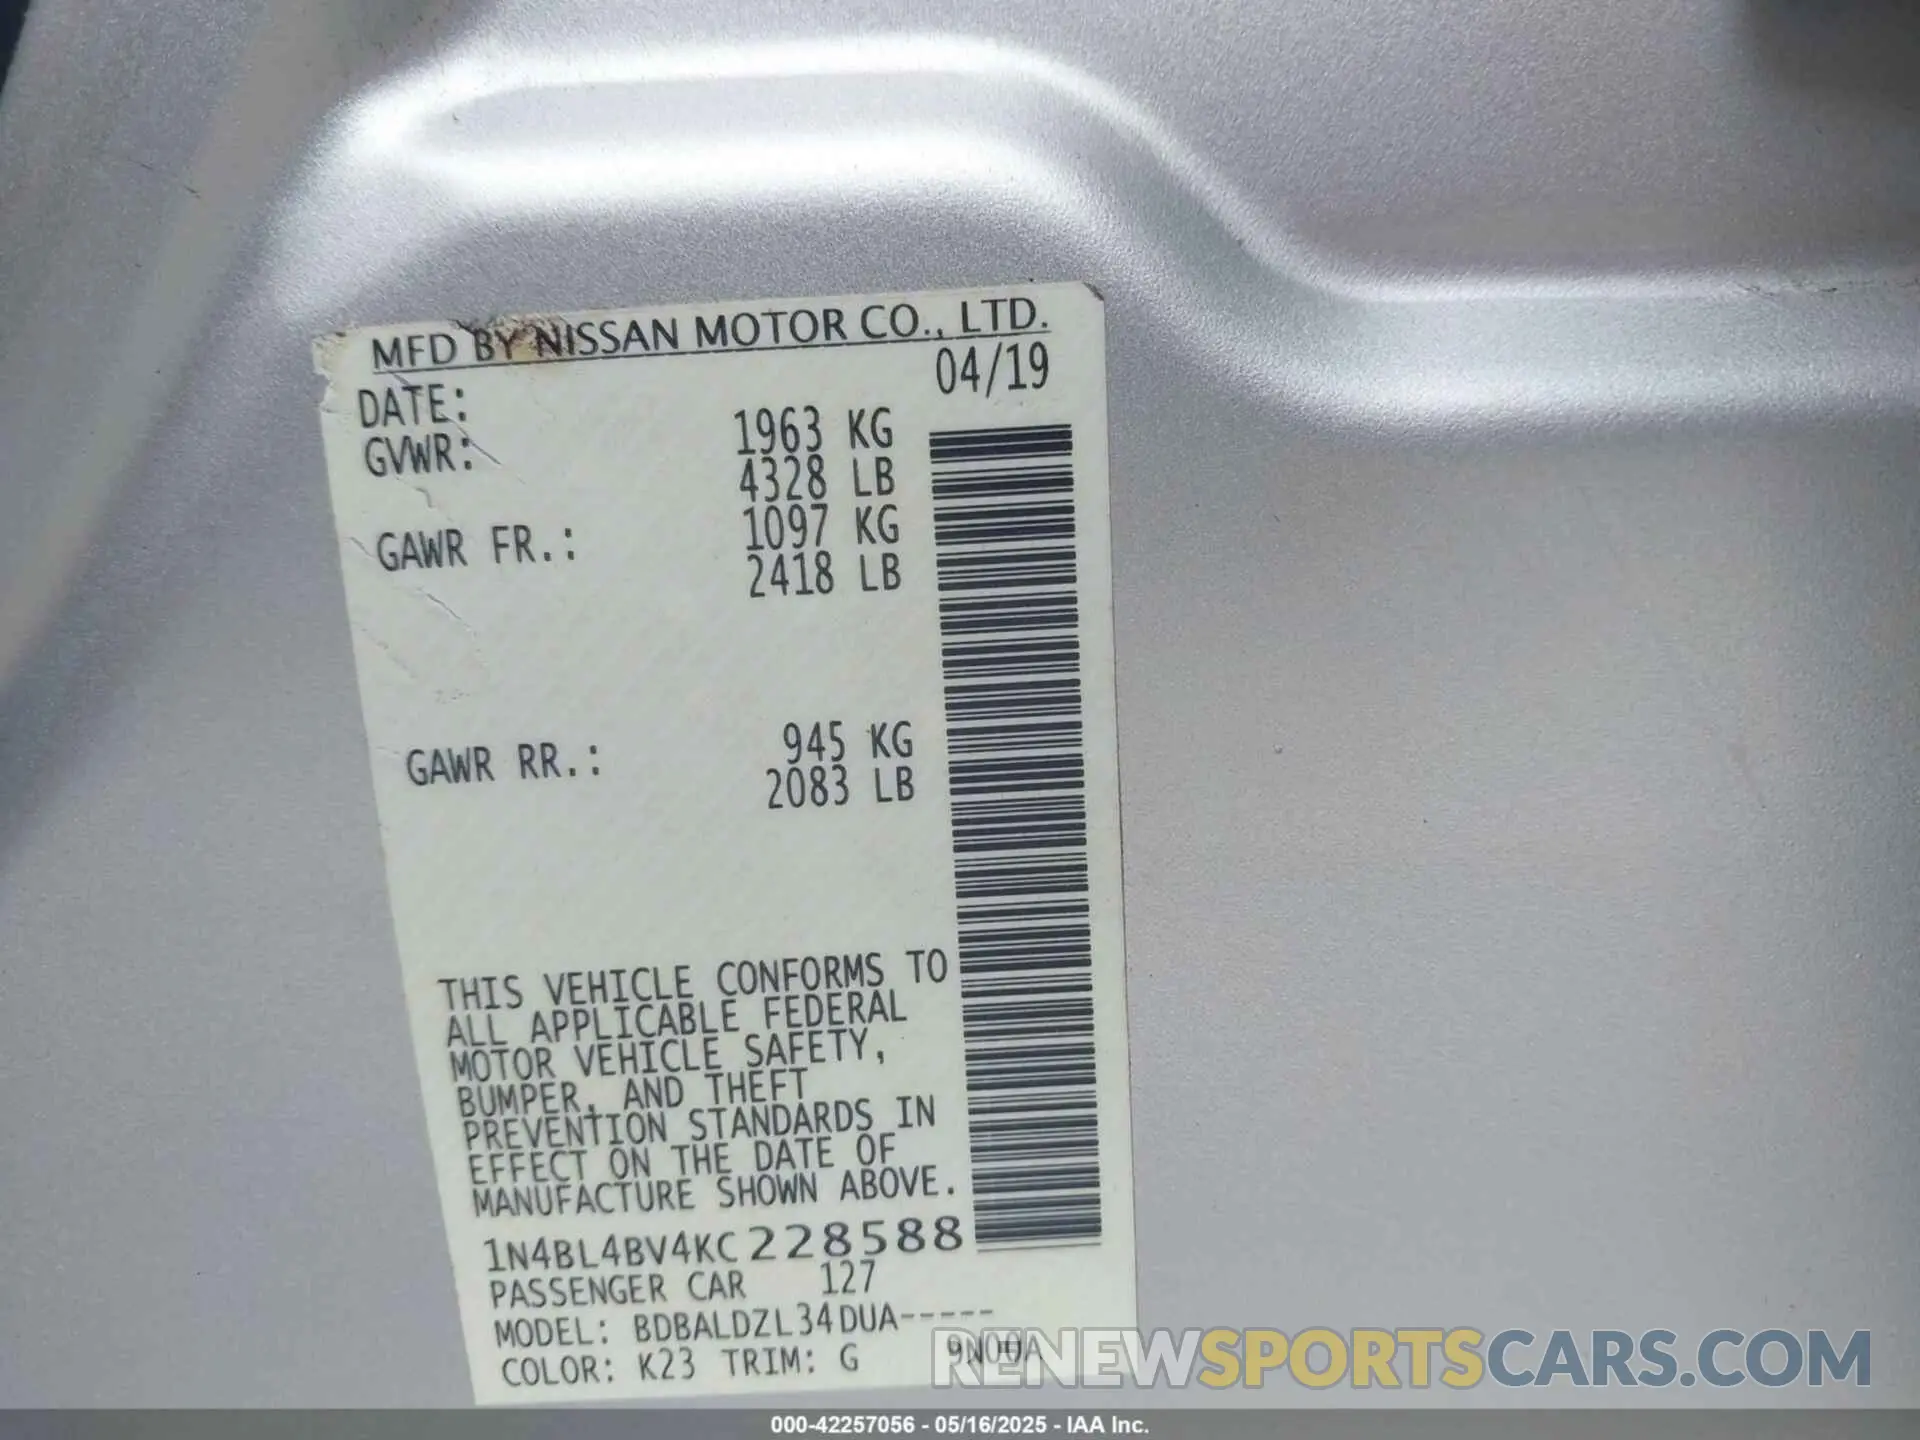 MFD BY NISSAN MOTOR CO., LTD.
DATE: 04/19
GVWR: 1963 KG
4328 LB
GAWR FR.: 1097 KG
2418 LB
GAWR RR.: 945 KG
2083 LB
THIS VEHICLE CONFORMS TO
ALL APPLICABLE FEDERAL
MOTOR VEHICLE SAFETY,
BUMPER, AND THEFT
PREVENTION STANDARDS IN
EFFECT ON THE DATE OF
MANUFACTURE SHOWN ABOVE.
1N4BL4BV4KC228588
PASSENGER CAR 127
MODEL: BDBALDZL34DUA-----
COLOR: K23 TRIM: G 9N00A
RENEWSPORTSCARS.COM
000-42257056 - 05/16/2025 - IAA Inc.